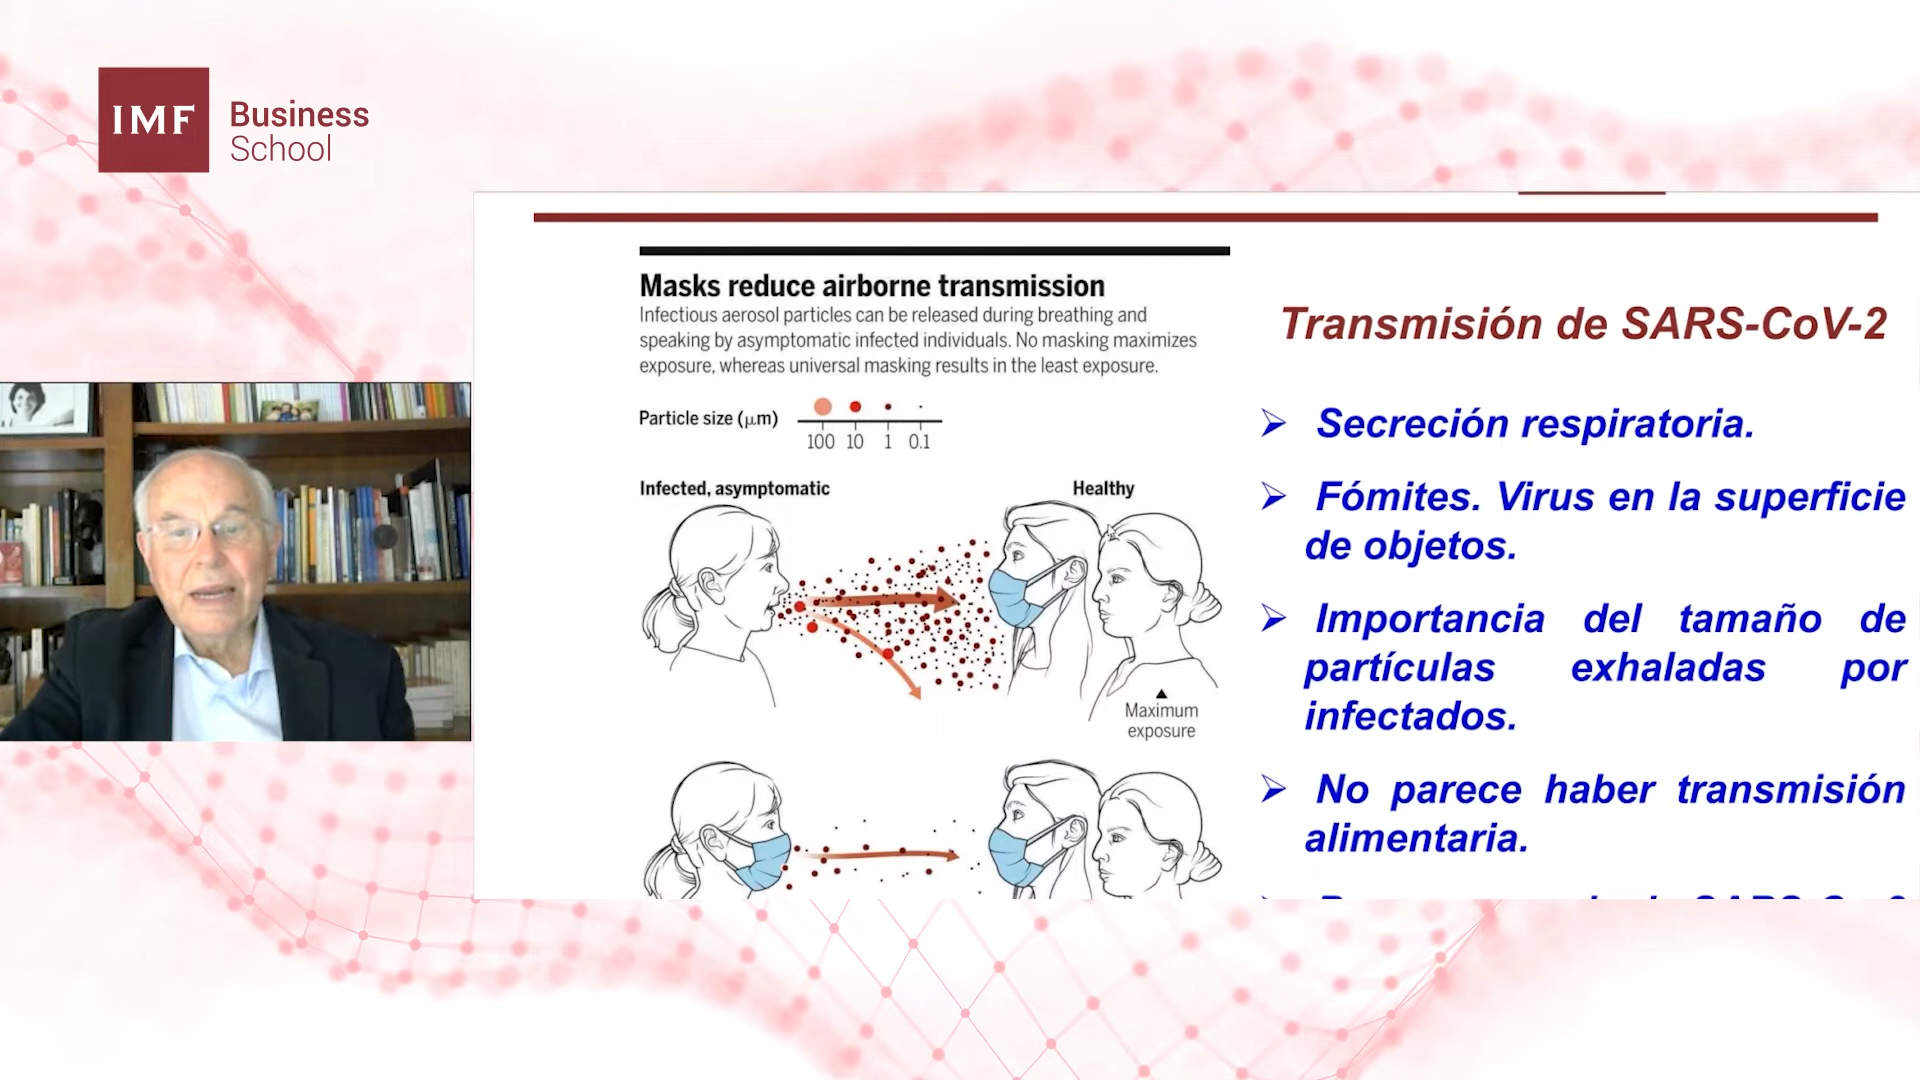 IMF Business School
Masks reduce airborne transmission
Infectious aerosol particles can be released during breathing and
speaking by asymptomatic infected individuals. No masking maximizes
exposure, whereas universal masking results in the least exposure.
Particle size (μm)
100 10 1 0.1
Infected, asymptomatic
Healthy
Maximum
exposure
Transmisión de SARS-CoV-2
Secreción respiratoria.
Fómites. Virus en la superficie
de objetos.
Importancia del tamaño de
partículas exhaladas por
infectados.
No parece haber transmisión
alimentaria.